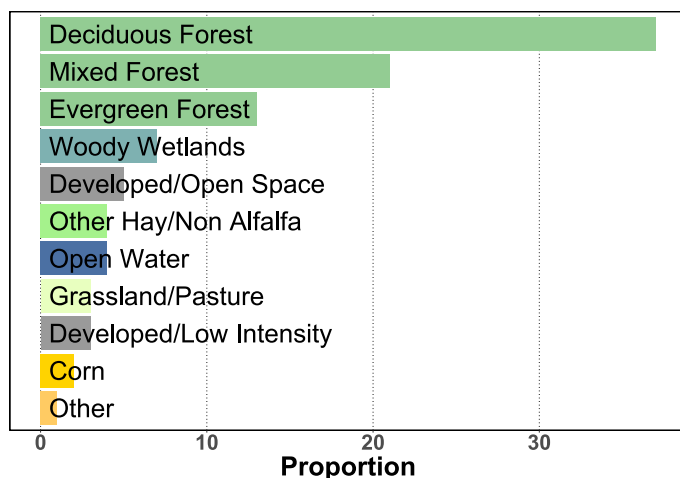 Deciduous Forest
Mixed Forest
Evergreen Forest
Woody Wetlands
Developed/Open Space
Other Hay/Non Alfalfa
Open Water
Grassland/Pasture
Developed/Low Intensity
Corn
Other
0 10 20 30
Proportion